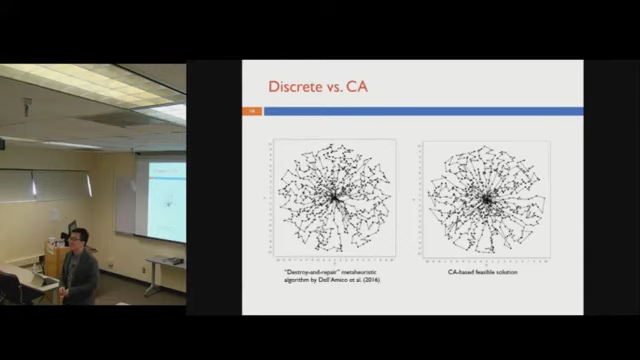 Discrete vs. CA
"Destroy-and-repair" metaheuristic
algorithm by Dell'Amico et al. (2016)
CA-based feasible solution